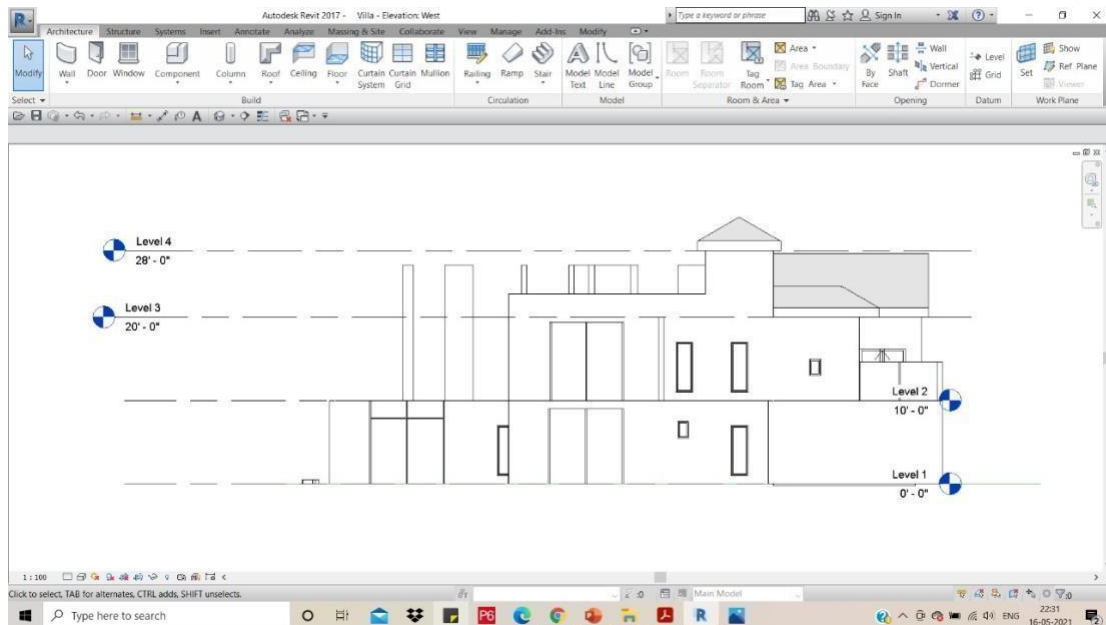 Autodesk Revit 2017 - Villa - Elevation: West
Type a keyword or phrase
Sign In
Architecture Structure Systems Insert Annotate Analyze Massing & Site Collaborate View Manage Add-Ins Modify
Modify Wall Door Window Component Column Roof Ceiling Floor Curtain System Curtain Grid Mullion Railing Ramp Stair Model Text Model Line Model Group Room Room Separator Tag Room Area Area Boundary Tag Area By Face Shaft Wall Vertical Dormer Level Grid Set Show Ref Plane Viewer
Select Build Circulation Model Room & Area Opening Datum Work Plane
Level 4
28' - 0"
Level 3
20' - 0"
Level 2
10' - 0"
Level 1
0' - 0"
1 : 100
Click to select, TAB for alternates, CTRL adds, SHIFT unselects.
:0
Main Model
:0
Type here to search
P6
R
ENG
22:31
16-05-2021